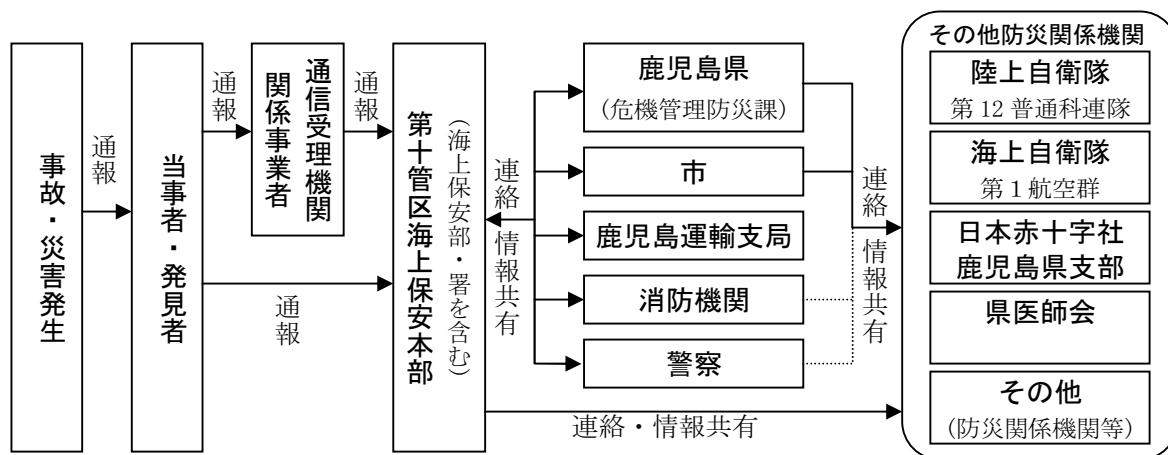 事故・災害発生
通報
当事者・発見者
通報
通信受理機関
関係事業者
通報
通報
第十管区海上保安本部
(海上保安部・署を含む)
連絡
情報共有
鹿児島県
(危機管理防災課)
市
鹿児島運輸支局
消防機関
警察
連絡
情報共有
連絡・情報共有
その他防災関係機関
陸上自衛隊
第12普通科連隊
海上自衛隊
第1航空群
日本赤十字社
鹿児島県支部
県医師会
その他
(防災関係機関等)